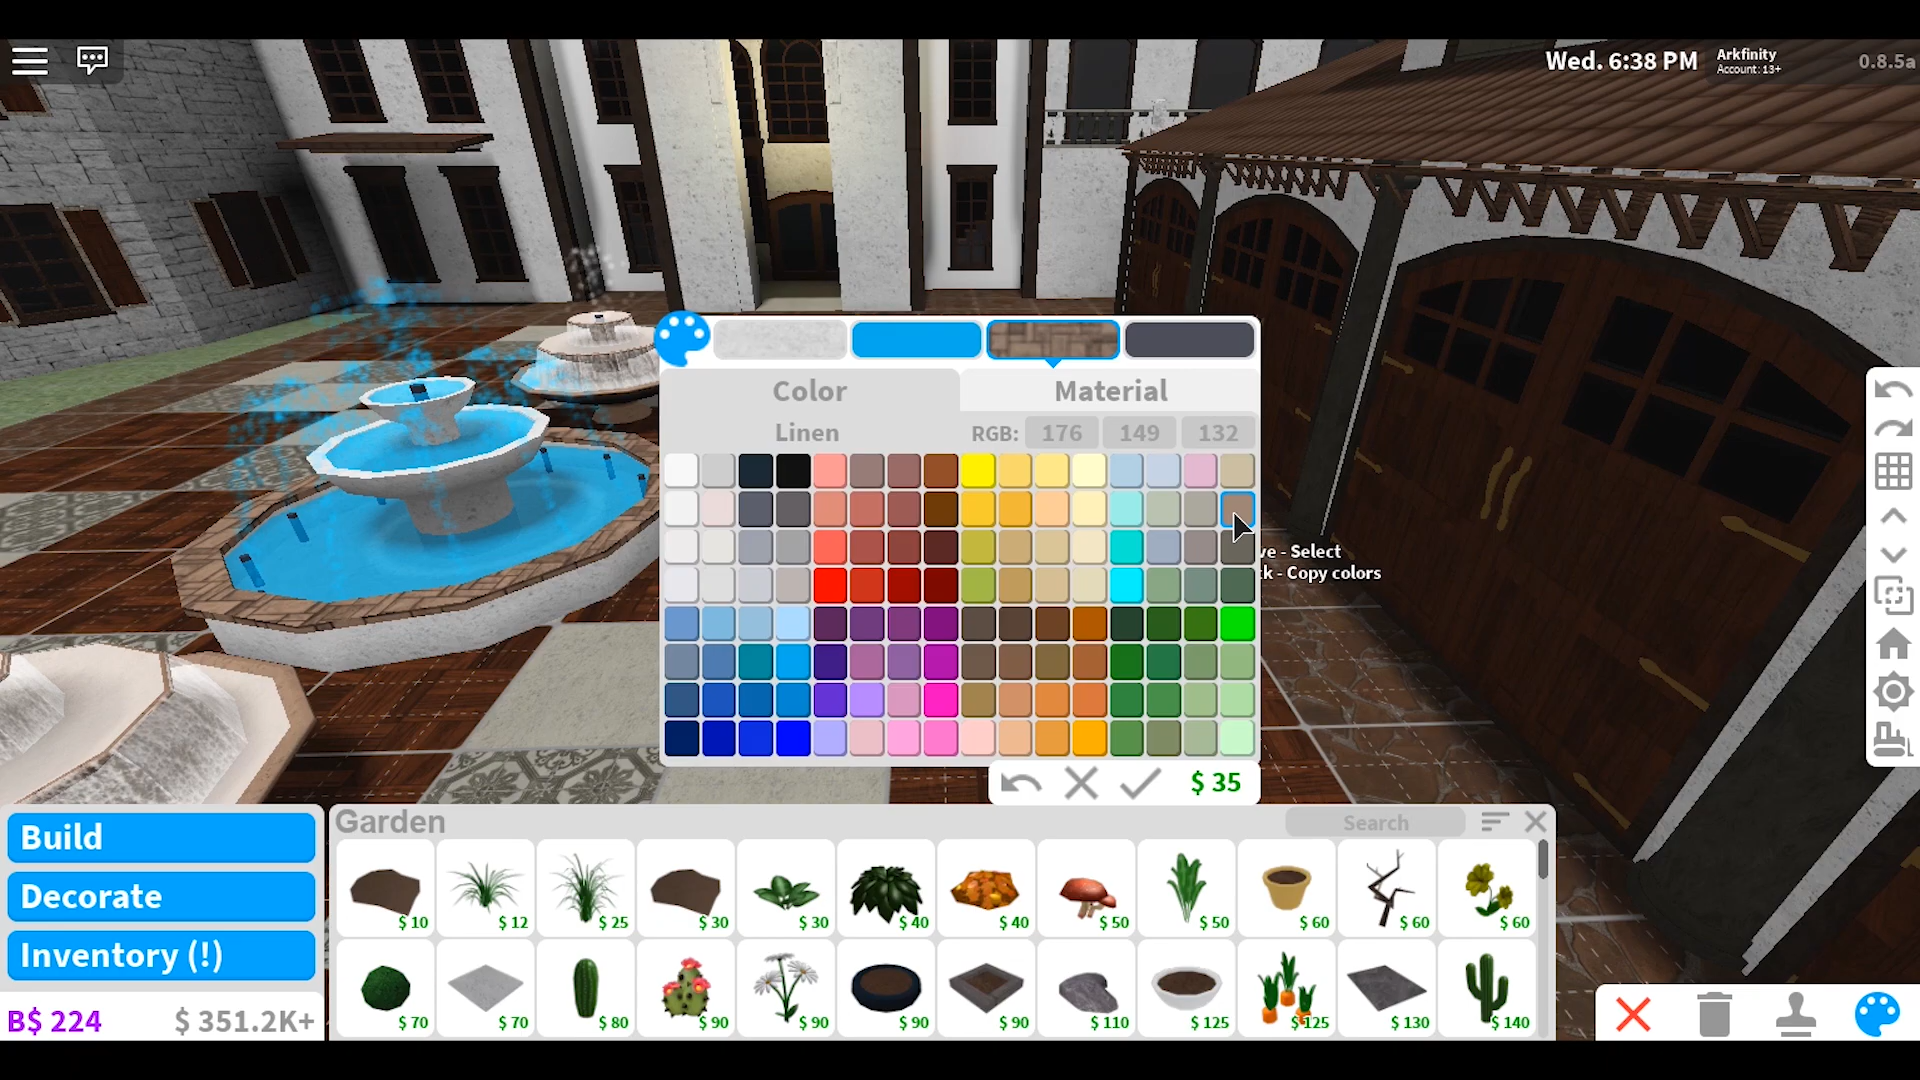 Wed. 6:38 PM
Arkfinity
Account: 13+
0.8.5a
Color
Material
Linen
RGB: 176 149 132
ve - Select
k - Copy colors
$ 35
Build
Decorate
Inventory (!)
B$ 224
$ 351.2K+
Garden
Search
$ 10
$ 12
$ 25
$ 30
$ 30
$ 40
$ 40
$ 50
$ 50
$ 60
$ 60
$ 60
$ 70
$ 70
$ 80
$ 90
$ 90
$ 90
$ 90
$ 110
$ 125
$ 125
$ 130
$ 140